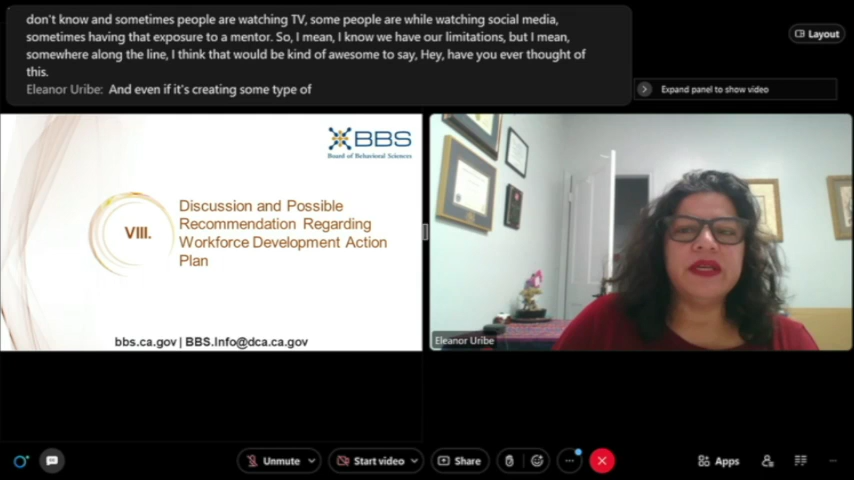 don't know and sometimes people are watching TV, some people are while watching social media,
sometimes having that exposure to a mentor. So, I mean, I know we have our limitations, but I mean,
somewhere along the line, I think that would be kind of awesome to say, Hey, have you ever thought of
this.
Eleanor Uribe: And even if it's creating some type of
Layout
Expand panel to show video
BBS
Board of Behavioral Sciences
VIII.
Discussion and Possible
Recommendation Regarding
Workforce Development Action
Plan
bbs.ca.gov | BBS.Info@dca.ca.gov
Eleanor Uribe
Unmute
Start video
Share
Apps